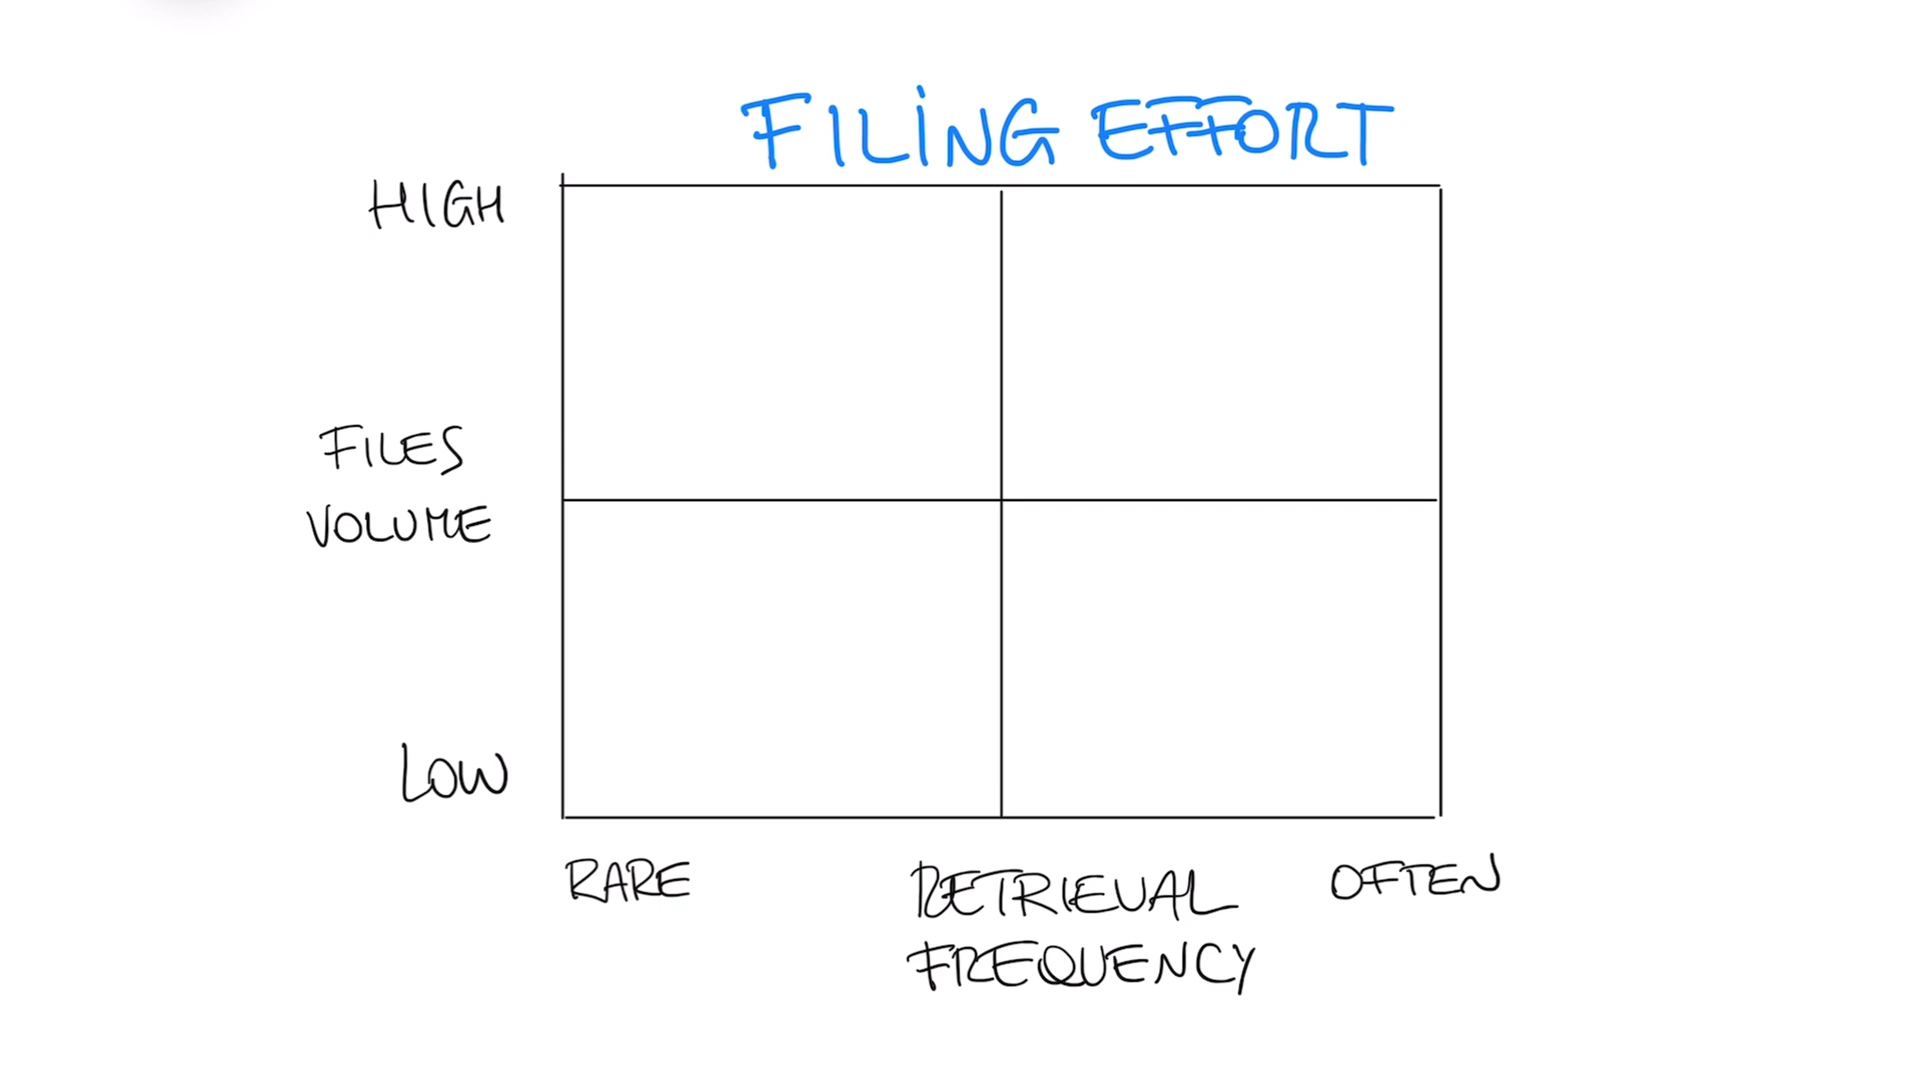 FILING EFFORT
HIGH
FILES
VOLUME
LOW
RARE
RETRIEVAL
FREQUENCY
OFTEN